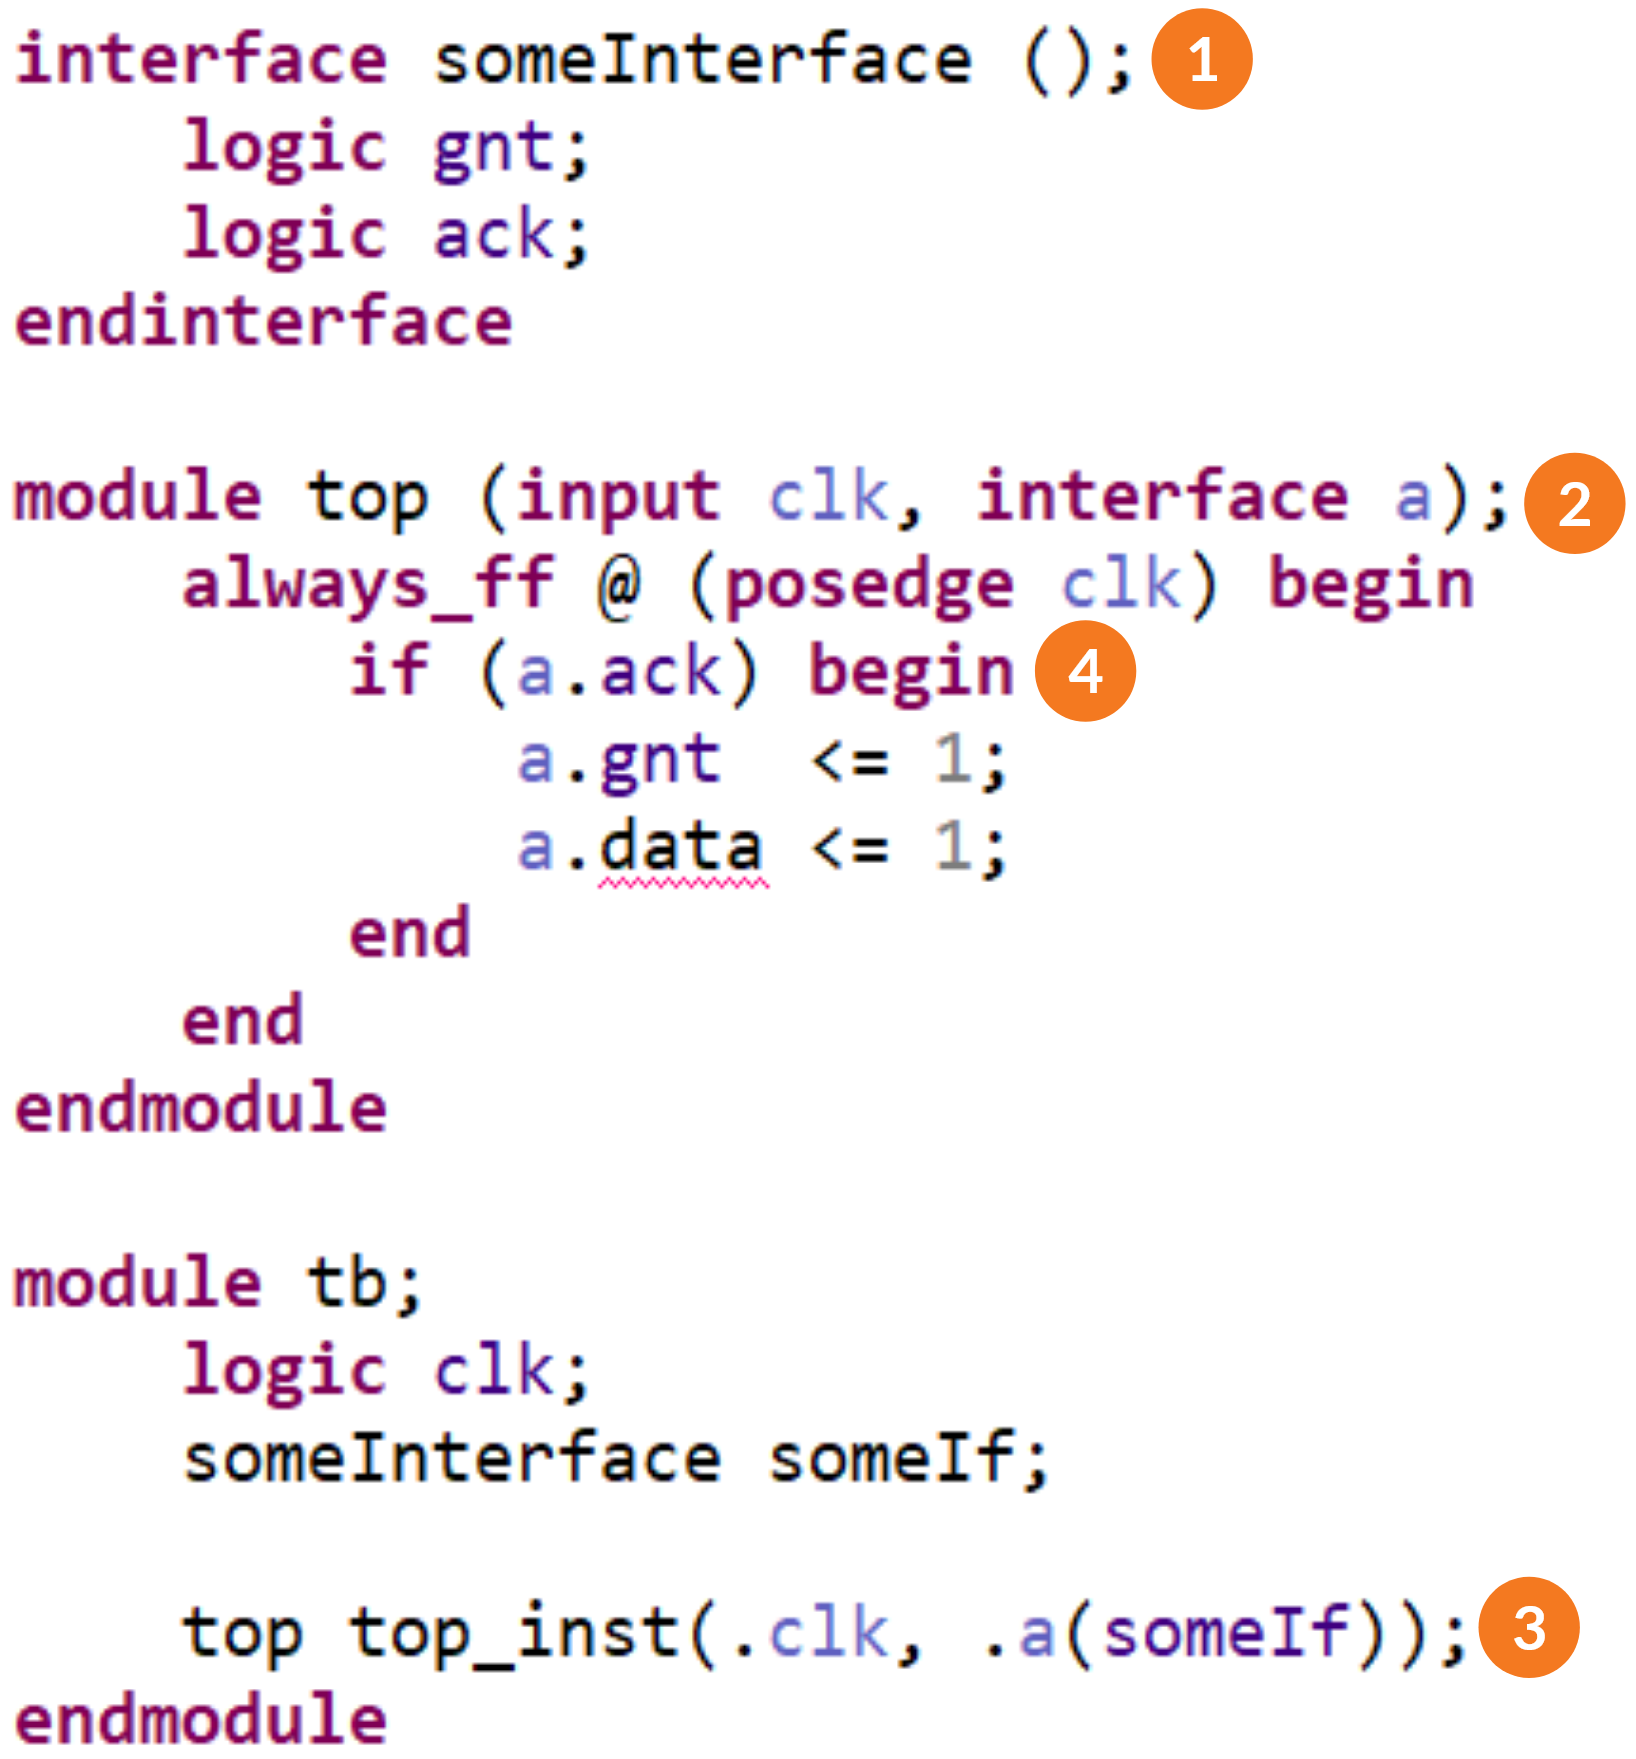 interface someInterface (); 1
    logic gnt;
    logic ack;
endinterface

module top (input clk, interface a); 2
    always_ff @ (posedge clk) begin
        if (a.ack) begin 4
            a.gnt  <= 1;
            a.data <= 1;
        end
    end
endmodule

module tb;
    logic clk;
    someInterface someIf;

    top top_inst(.clk, .a(someIf)); 3
endmodule